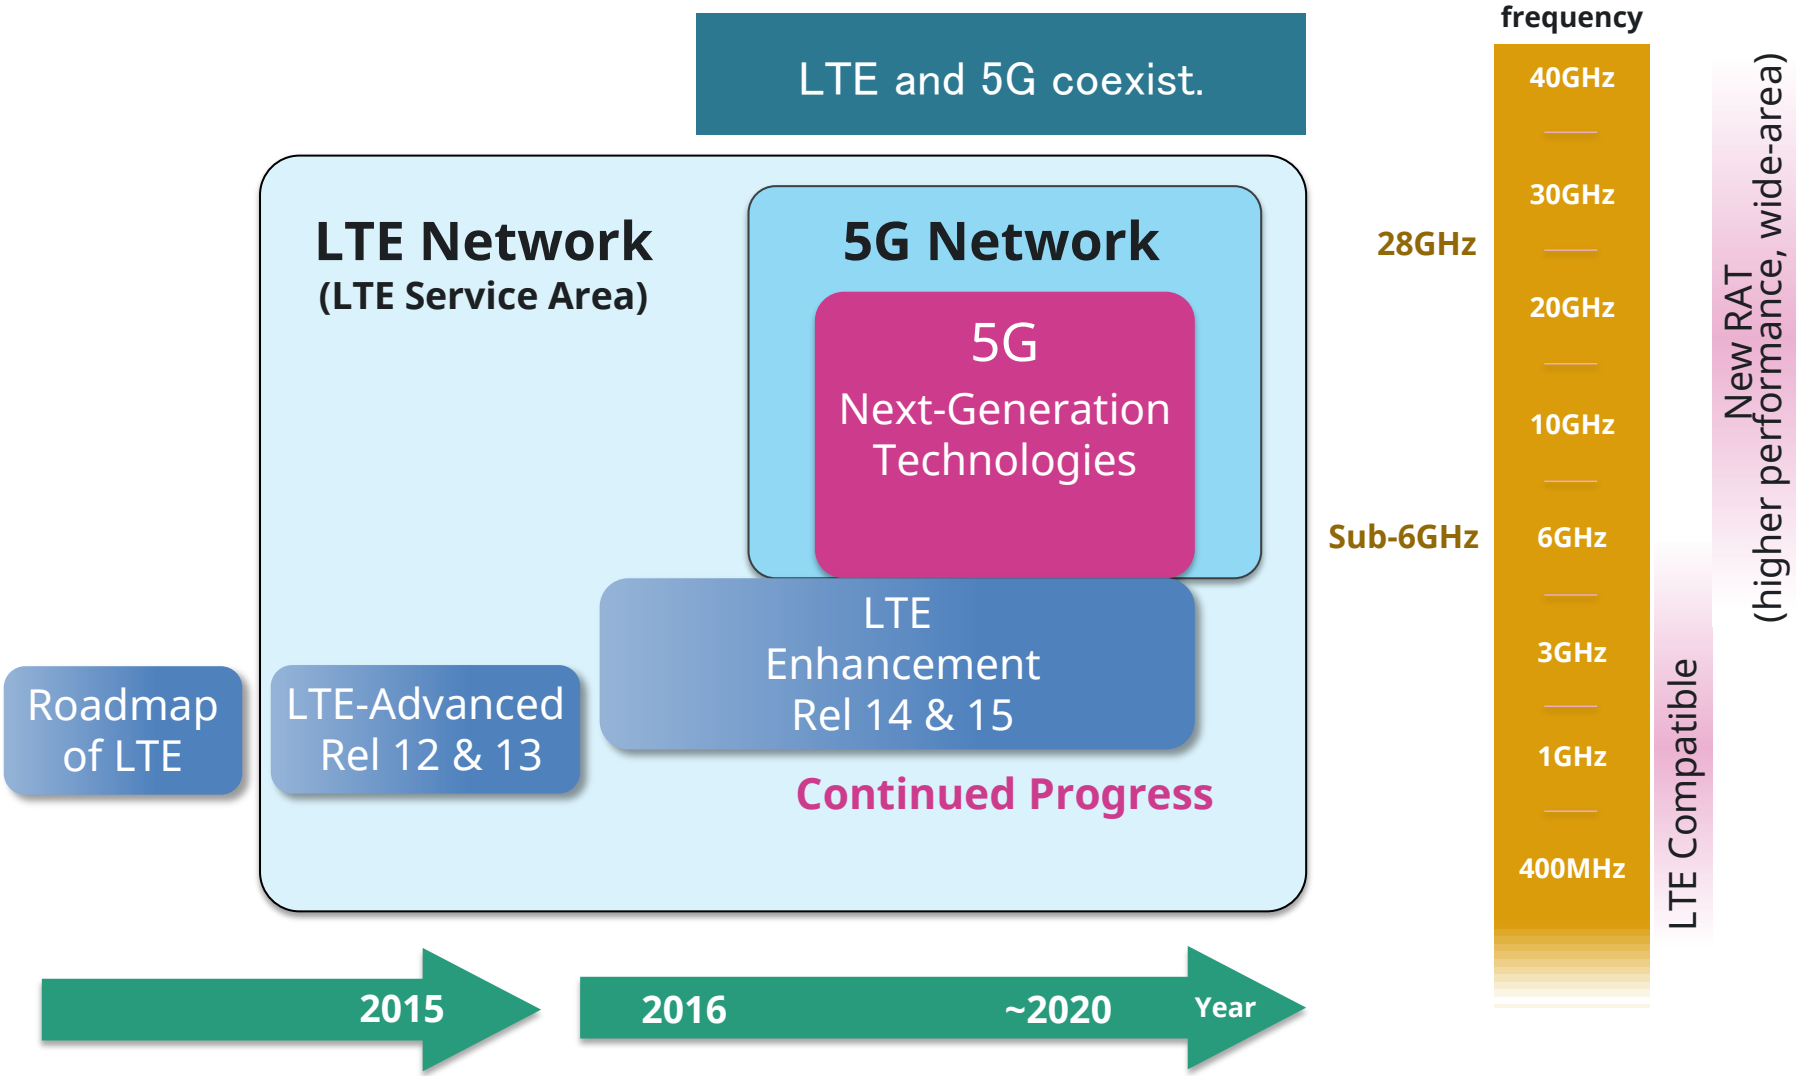 LTE and 5G coexist.
LTE Network
(LTE Service Area)
5G Network
5G
Next-Generation
Technologies
LTE
Enhancement
Rel 14 & 15
Roadmap
of LTE
LTE-Advanced
Rel 12 & 13
Continued Progress
2015
2016
~2020
Year
frequency
40GHz
30GHz
28GHz
20GHz
10GHz
Sub-6GHz
6GHz
3GHz
1GHz
400MHz
New RAT
(higher performance, wide-area)
LTE Compatible